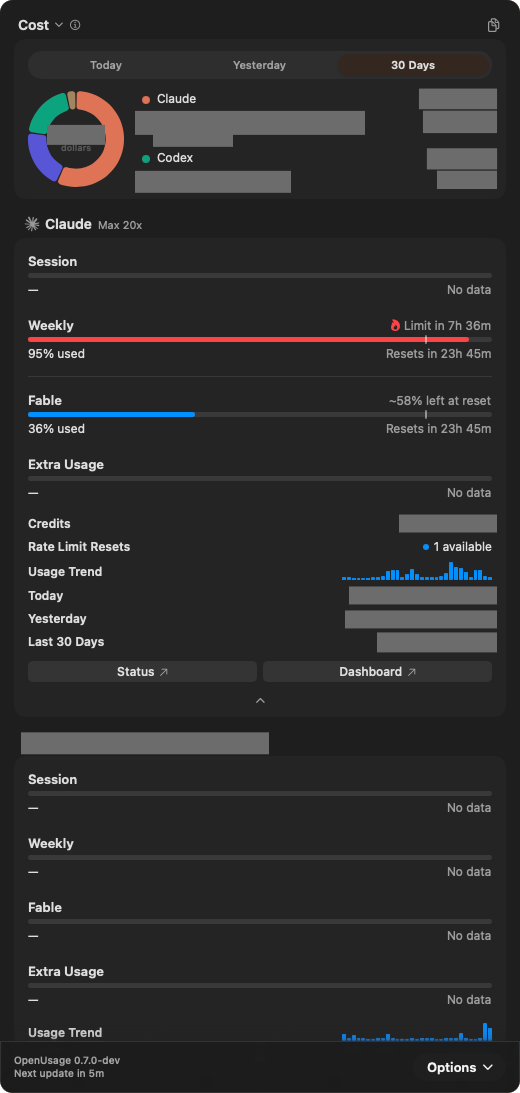 Cost
Today Yesterday 30 Days
Claude
dollars
Codex
Claude Max 20x
Session
— No data
Weekly Limit in 7h 36m
95% used Resets in 23h 45m
Fable ~58% left at reset
36% used Resets in 23h 45m
Extra Usage
— No data
Credits
Rate Limit Resets 1 available
Usage Trend
Today
Yesterday
Last 30 Days
Status ↗ Dashboard ↗
Session
— No data
Weekly
— No data
Fable
— No data
Extra Usage
— No data
Usage Trend
OpenUsage 0.7.0-dev
Next update in 5m
Options